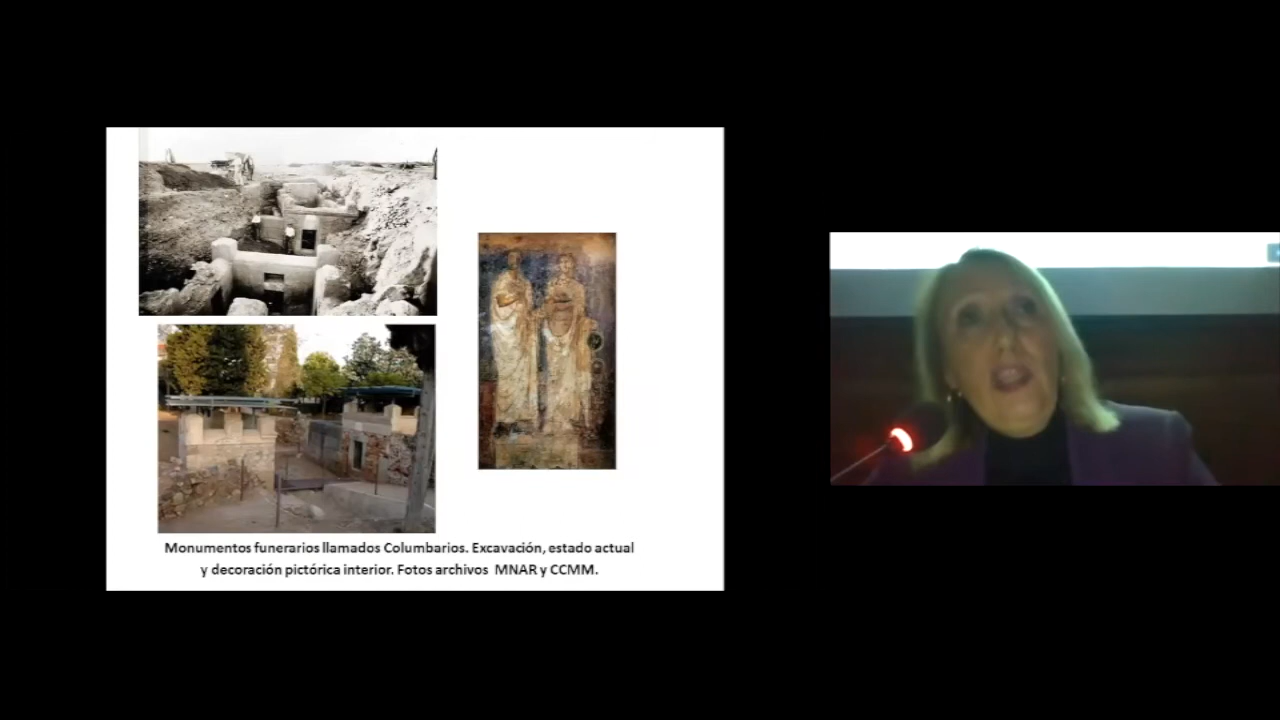 Monumentos funerarios llamados Columbarios. Excavación, estado actual
y decoración pictórica interior. Fotos archivos MNAR y CCMM.